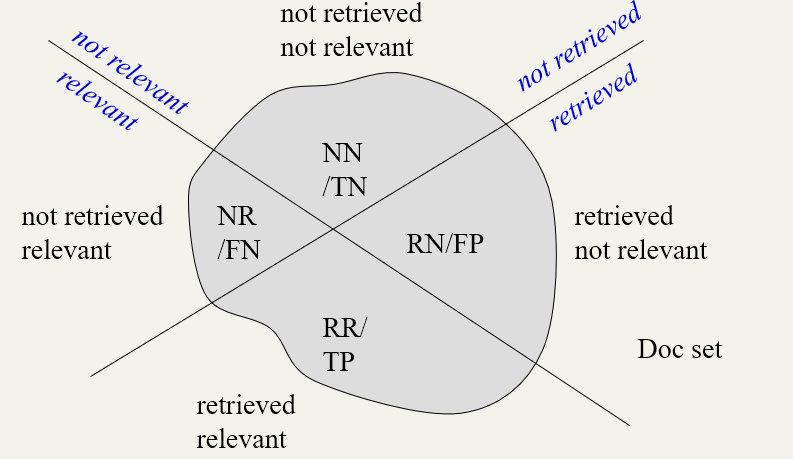 not retrieved
not relevant
not relevant
relevant
not retrieved
retrieved
NN
/TN
not retrieved
relevant
NR
/FN
RN/FP
retrieved
not relevant
RR/
TP
Doc set
retrieved
relevant